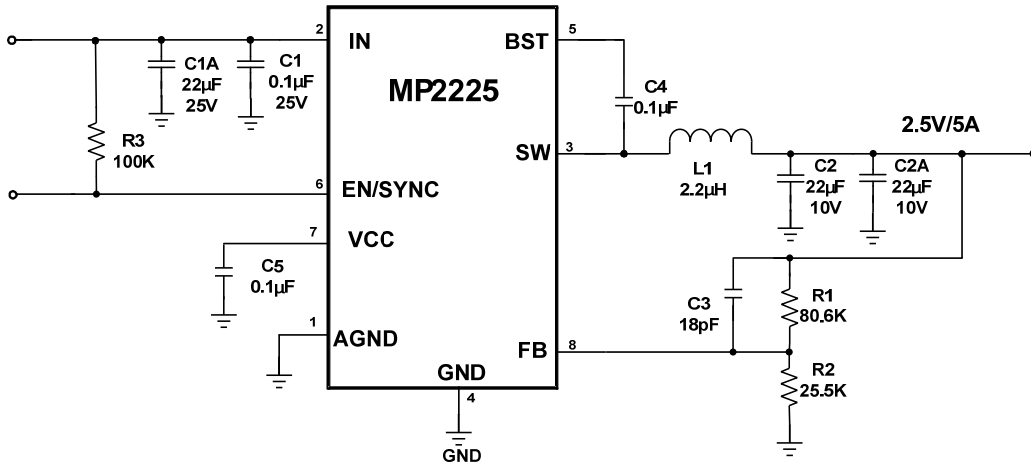 2
IN
BST
5
C1A
22µF
25V
C1
0.1µF
25V
MP2225
C4
0.1µF
2.5V/5A
R3
100K
SW
3
L1
2.2µH
C2
22µF
10V
C2A
22µF
10V
6
EN/SYNC
7
VCC
C5
0.1µF
C3
18pF
R1
80.6K
1
AGND
FB
8
GND
4
R2
25.5K
GND